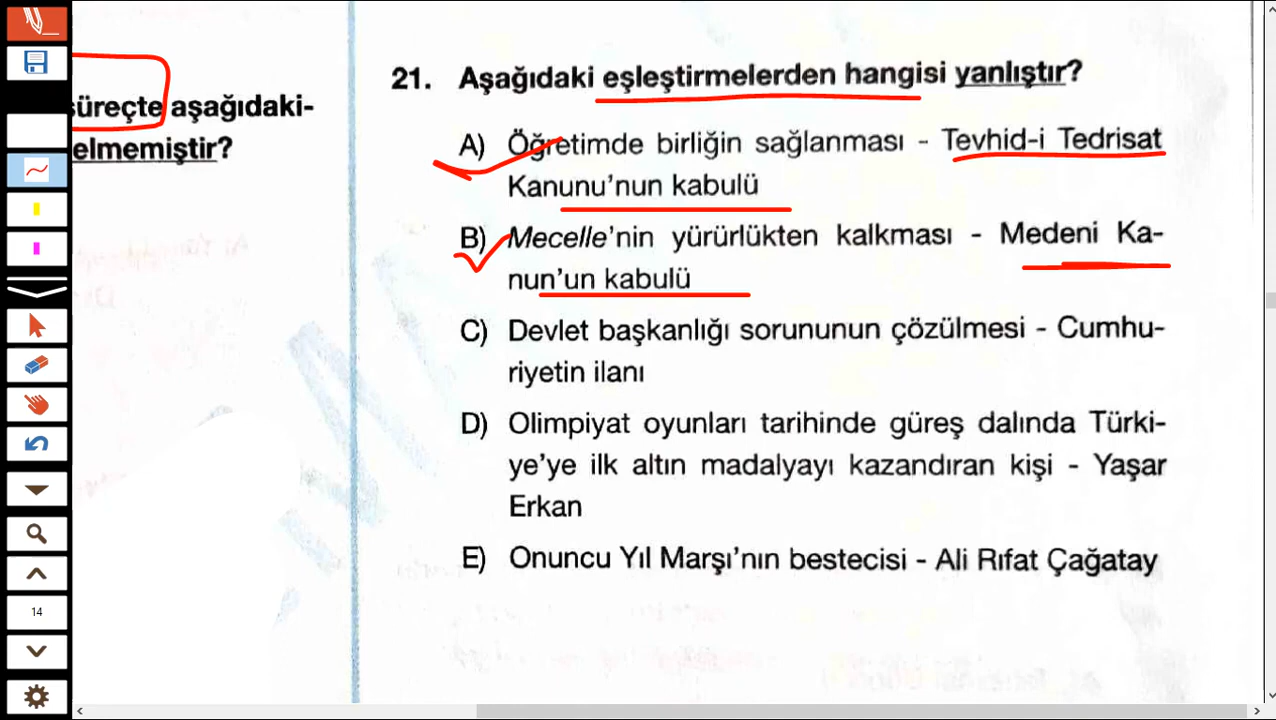 süreçte aşağıdaki-
elmemiştir?
21. Aşağıdaki eşleştirmelerden hangisi yanlıştır?
A) Öğretimde birliğin sağlanması - Tevhid-i Tedrisat
Kanunu'nun kabulü
B) Mecelle'nin yürürlükten kalkması - Medeni Ka-
nun'un kabulü
C) Devlet başkanlığı sorununun çözülmesi - Cumhu-
riyetin ilanı
D) Olimpiyat oyunları tarihinde güreş dalında Türki-
ye'ye ilk altın madalyayı kazandıran kişi - Yaşar
Erkan
E) Onuncu Yıl Marşı'nın bestecisi - Ali Rıfat Çağatay
14